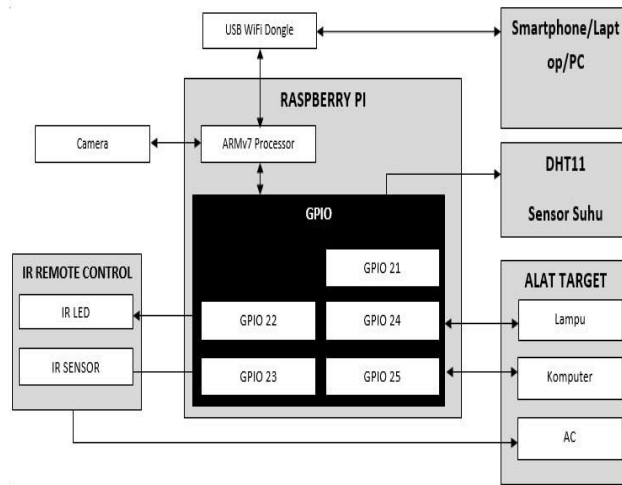 USB WiFi Dongle
Smartphone/Lapt
op/PC
RASPBERRY PI
Camera
ARMv7 Processor
DHT11
Sensor Suhu
GPIO
GPIO 21
IR REMOTE CONTROL
IR LED
IR SENSOR
GPIO 22
GPIO 24
GPIO 23
GPIO 25
ALAT TARGET
Lampu
Komputer
AC